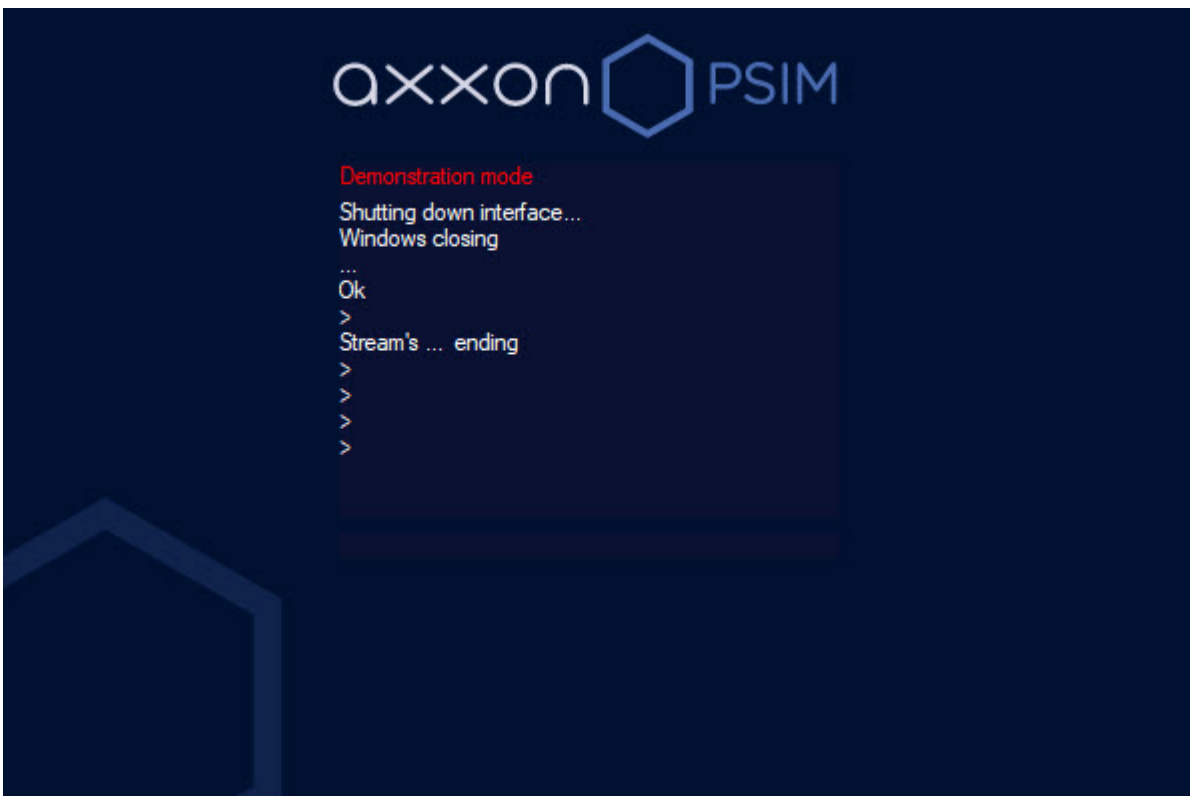 axxon PSIM
Demonstration mode
Shutting down interface...
Windows closing
...
Ok
>
Stream's ... ending
>
>
>
>